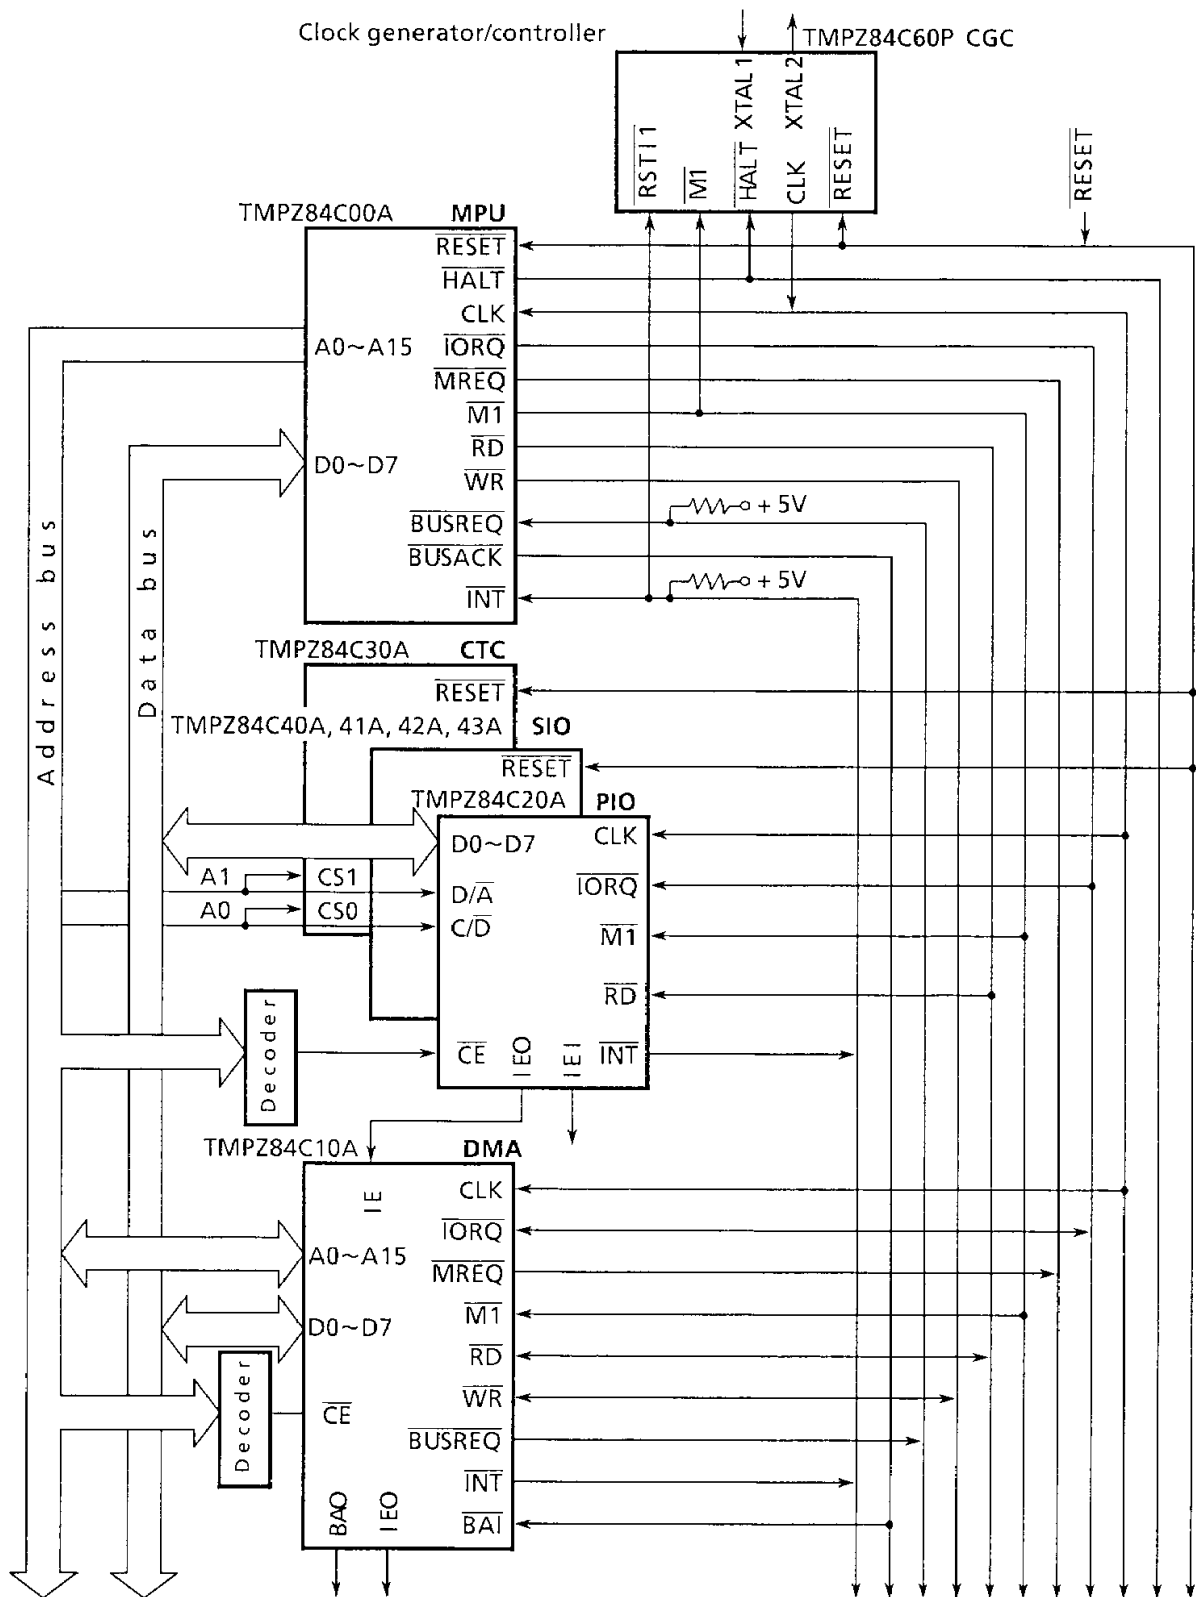 Clock generator/controller
TMPZ84C60P CGC
XTAL1
XTAL2
RSTI1
M1
HALT
CLK
RESET
RESET
TMPZ84C00A MPU
RESET
HALT
CLK
A0~A15
IORQ
MREQ
M1
RD
D0~D7
WR
+ 5V
BUSREQ
BUSACK
+ 5V
INT
Address bus
Data bus
TMPZ84C30A CTC
RESET
TMPZ84C40A, 41A, 42A, 43A SIO
RESET
TMPZ84C20A PIO
D0~D7
CLK
A1
CS1
D/A
IORQ
A0
CS0
C/D
M1
RD
Decoder
CE
IEO
IEI
INT
TMPZ84C10A DMA
IE
CLK
IORQ
A0~A15
MREQ
M1
D0~D7
RD
Decoder
WR
CE
BUSREQ
INT
BAO
IEO
BAI